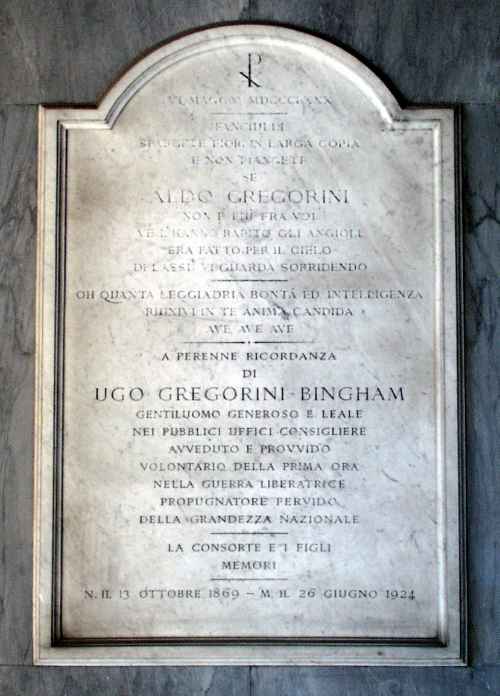 VI MAGGIO MDCCCLXXX
FANCIULLI
SPARGETE FIORI IN LARGA COPIA
E NON PIANGETE
SE
ALDO GREGORINI
NON È PIÙ FRA VOI
VE L'HANNO RAPITO GLI ANGIOLI
ERA FATTO PER IL CIELO
DI LASSÙ VI GUARDA SORRIDENDO
OH QUANTA LEGGIADRIA BONTÀ ED INTELLIGENZA
RIUNIVI IN TE ANIMA CANDIDA
AVE AVE AVE
A PERENNE RICORDANZA
DI
UGO GREGORINI-BINGHAM
GENTILUOMO GENEROSO E LEALE
NEI PUBBLICI UFFICI CONSIGLIERE
AVVEDUTO E PROVVIDO
VOLONTARIO DELLA PRIMA ORA
NELLA GUERRA LIBERATRICE
PROPUGNATORE FERVIDO
DELLA GRANDEZZA NAZIONALE
LA CONSORTE E I FIGLI
MEMORI
N. IL 13 OTTOBRE 1869 – M. IL 26 GIUGNO 1924